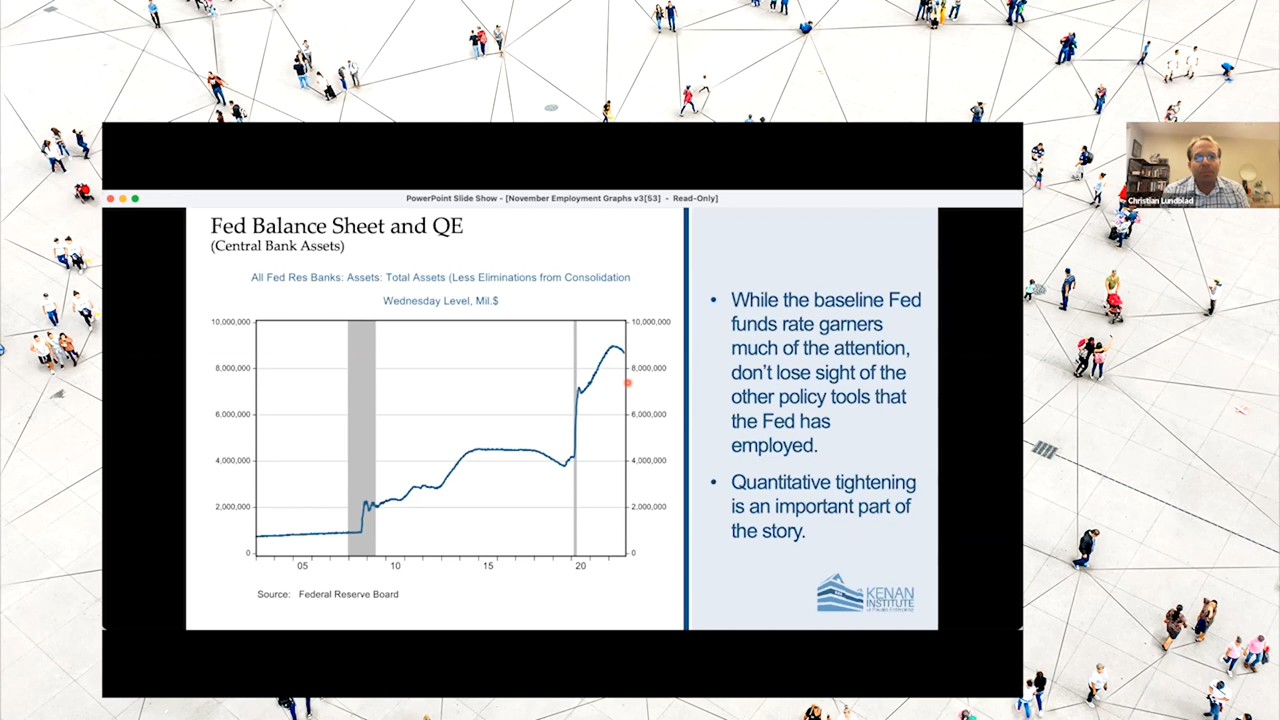 PowerPoint Slide Show - [November Employment Graphs v3[53] - Read-Only]
Fed Balance Sheet and QE
(Central Bank Assets)
All Fed Res Banks: Assets: Total Assets (Less Eliminations from Consolidation
Wednesday Level, Mil.$
10,000,000
8,000,000
6,000,000
4,000,000
2,000,000
0
10,000,000
8,000,000
6,000,000
4,000,000
2,000,000
0
05 10 15 20
Source: Federal Reserve Board
• While the baseline Fed
funds rate garners
much of the attention,
don't lose sight of the
other policy tools that
the Fed has
employed.
• Quantitative tightening
is an important part of
the story.
KENAN
INSTITUTE
Christian Lundblad